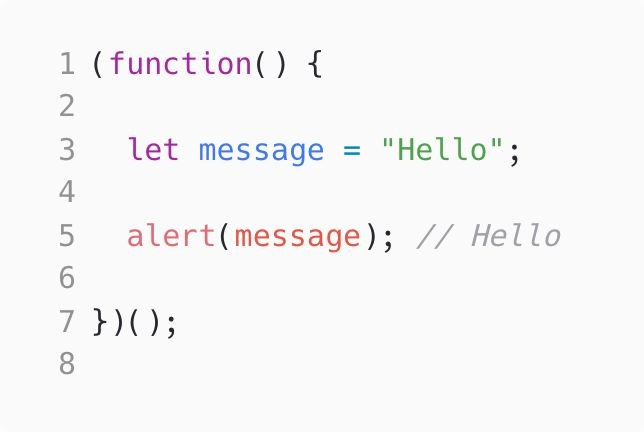 1 (function() {
2
3   let message = "Hello";
4
5   alert(message); // Hello
6
7 })();
8